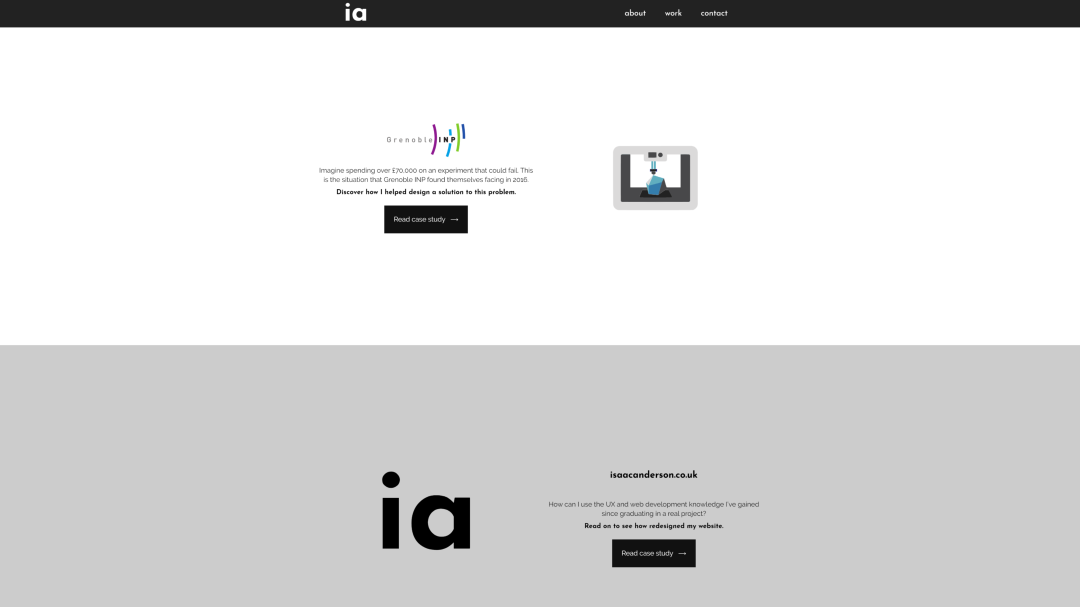 ia
about work contact
Grenoble INP
Imagine spending over £70,000 on an experiment that could fail. This
is the situation that Grenoble INP found themselves facing in 2016.
Discover how I helped design a solution to this problem.
Read case study →
ia
isaacanderson.co.uk
How can I use the UX and web development knowledge I've gained
since graduating in a real project?
Read on to see how redesigned my website.
Read case study →